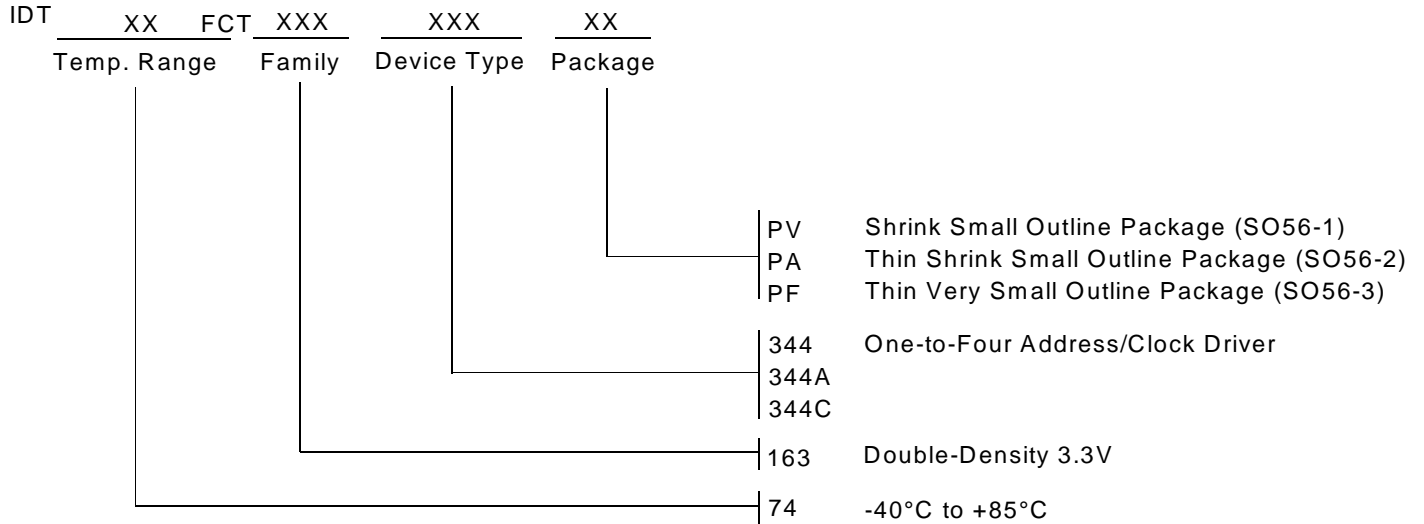 IDT XX FCT XXX XXX XX
Temp. Range Family Device Type Package
PV Shrink Small Outline Package (SO56-1)
PA Thin Shrink Small Outline Package (SO56-2)
PF Thin Very Small Outline Package (SO56-3)
344 One-to-Four Address/Clock Driver
344A
344C
163 Double-Density 3.3V
74 -40°C to +85°C